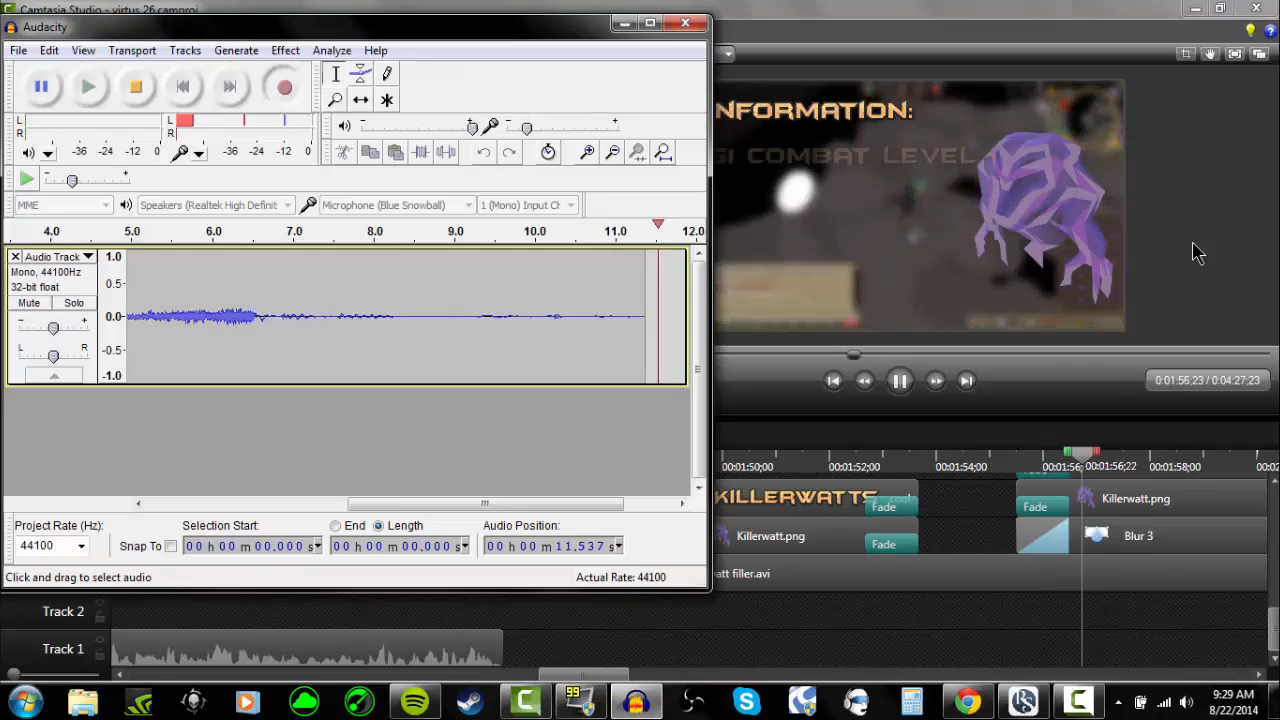 Camtasia Studio - virtus 26.camproj
Audacity
File Edit View Transport Tracks Generate Effect Analyze Help
L
R
-36 -24 -12 0
L
R
-36 -24 -12 0
- +
- +
- +
MME
Speakers (Realtek High Definit
Microphone (Blue Snowball)
1 (Mono) Input Ch
4.0 5.0 6.0 7.0 8.0 9.0 10.0 11.0 12.0
Audio Track
Mono, 44100Hz
32-bit float
Mute Solo
- +
L R
1.0
0.5
0.0
-0.5
-1.0
Project Rate (Hz):
44100
Snap To
Selection Start:
00 h 00 m 00.000 s
End Length
00 h 00 m 00.000 s
Audio Position:
00 h 00 m 11.537 s
Click and drag to select audio
Actual Rate: 44100
NFORMATION:
COMBAT LEVEL
0:01:56;23 / 0:04:27;23
00:01:50;00 00:01:52;00 00:01:54;00 00:01:56; 00:01:56;22 00:01:58;00
KILLERWATTS
Fade
Fade
Killerwatt.png
Killerwatt.png
Fade
Blur 3
watt filler.avi
Track 2
Track 1
99
9:29 AM
8/22/2014